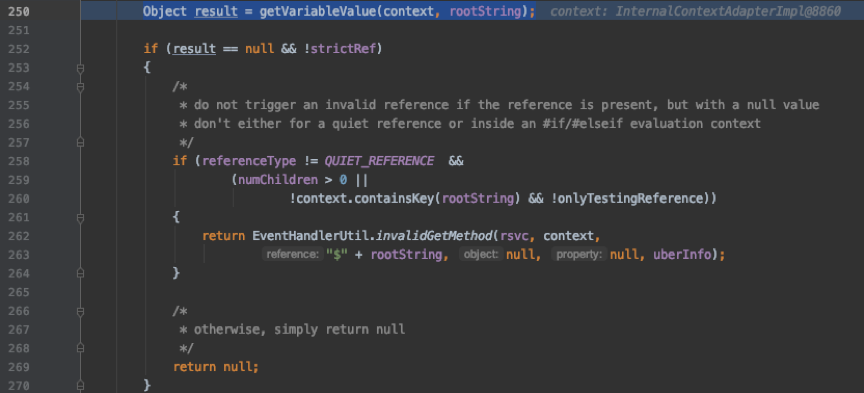 250 Object result = getVariableValue(context, rootString); context: InternalContextAdapterImpl@8860
251
252 if (result == null && !strictRef)
253 {
254 /*
255 * do not trigger an invalid reference if the reference is present, but with a null value
256 * don't either for a quiet reference or inside an #if/#elseif evaluation context
257 */
258 if (referenceType != QUIET_REFERENCE &&
259 (numChildren > 0 ||
260 !context.containsKey(rootString) && !onlyTestingReference))
261 {
262 return EventHandlerUtil.invalidGetMethod(rsvc, context,
263 reference: "$" + rootString, object: null, property: null, uberInfo);
264 }
265
266 /*
267 * otherwise, simply return null
268 */
269 return null;
270 }